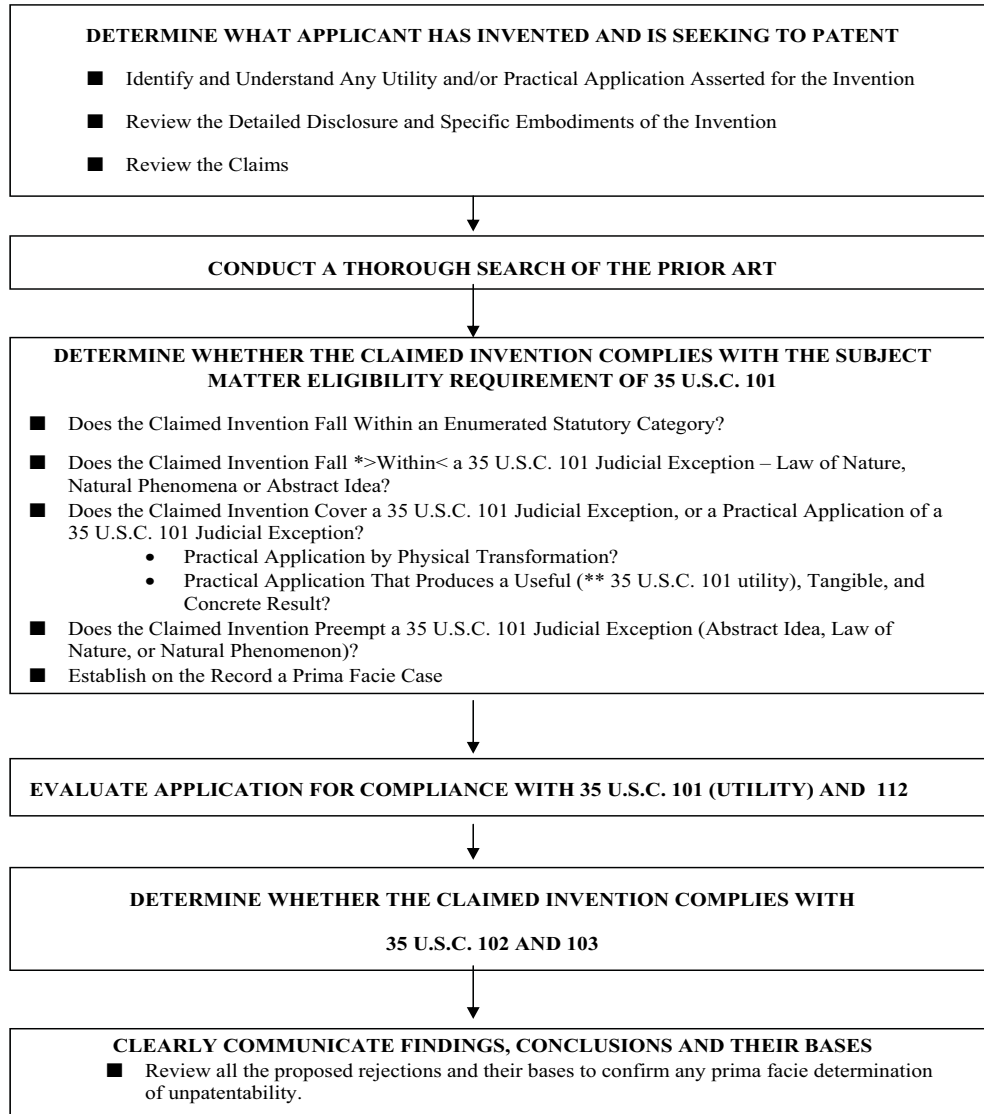 DETERMINE WHAT APPLICANT HAS INVENTED AND IS SEEKING TO PATENT
■ Identify and Understand Any Utility and/or Practical Application Asserted for the Invention
■ Review the Detailed Disclosure and Specific Embodiments of the Invention
■ Review the Claims
CONDUCT A THOROUGH SEARCH OF THE PRIOR ART
DETERMINE WHETHER THE CLAIMED INVENTION COMPLIES WITH THE SUBJECT
MATTER ELIGIBILITY REQUIREMENT OF 35 U.S.C. 101
■ Does the Claimed Invention Fall Within an Enumerated Statutory Category?
■ Does the Claimed Invention Fall *>Within< a 35 U.S.C. 101 Judicial Exception – Law of Nature,
Natural Phenomena or Abstract Idea?
■ Does the Claimed Invention Cover a 35 U.S.C. 101 Judicial Exception, or a Practical Application of a
35 U.S.C. 101 Judicial Exception?
• Practical Application by Physical Transformation?
• Practical Application That Produces a Useful (** 35 U.S.C. 101 utility), Tangible, and
Concrete Result?
■ Does the Claimed Invention Preempt a 35 U.S.C. 101 Judicial Exception (Abstract Idea, Law of
Nature, or Natural Phenomenon)?
■ Establish on the Record a Prima Facie Case
EVALUATE APPLICATION FOR COMPLIANCE WITH 35 U.S.C. 101 (UTILITY) AND 112
DETERMINE WHETHER THE CLAIMED INVENTION COMPLIES WITH
35 U.S.C. 102 AND 103
CLEARLY COMMUNICATE FINDINGS, CONCLUSIONS AND THEIR BASES
■ Review all the proposed rejections and their bases to confirm any prima facie determination
of unpatentability.